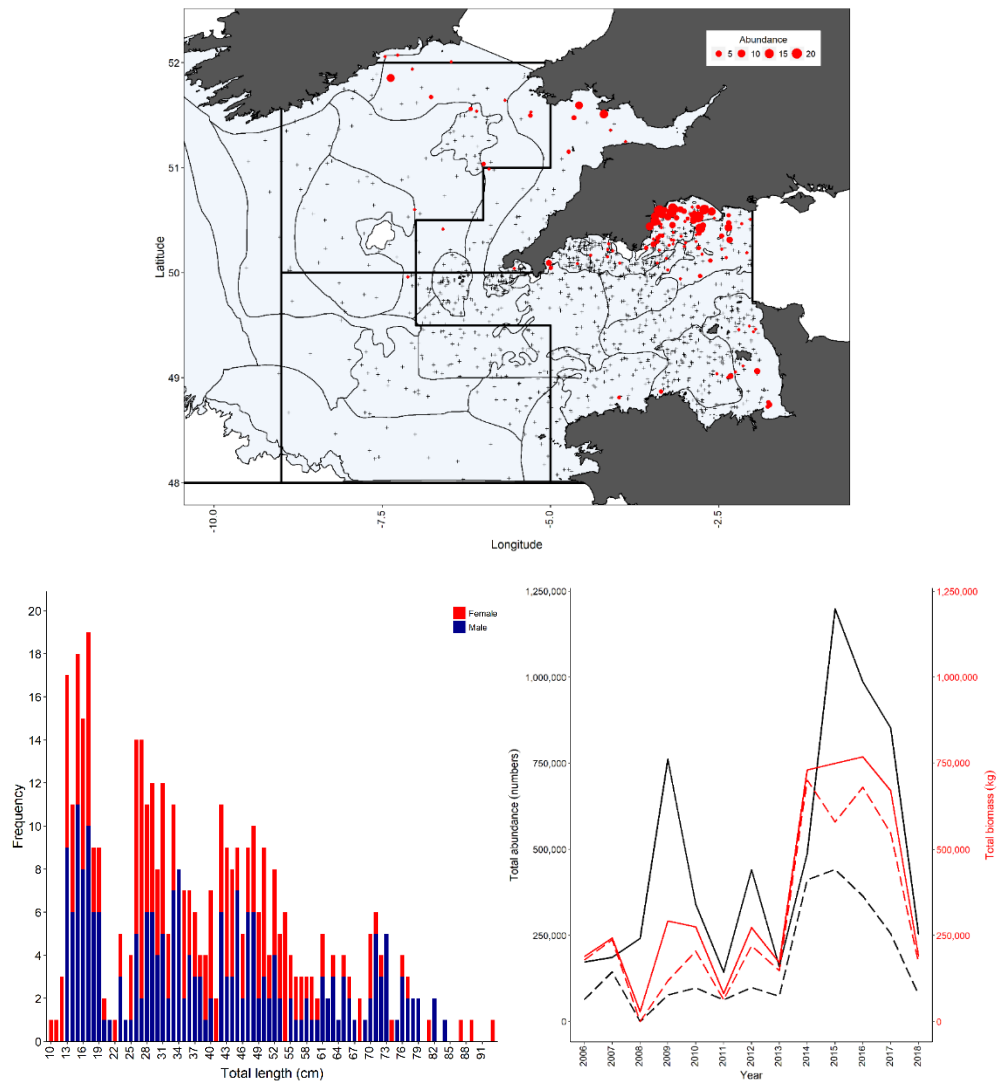 Abundance
5 10 15 20
52
51
50
49
48
Latitude
-10.0 -7.5 -5.0 -2.5
Longitude
20
18
16
14
12
10
8
6
4
2
0
Frequency
Female
Male
10 13 16 19 22 25 28 31 34 37 40 43 46 49 52 55 58 61 64 67 70 73 76 79 82 85 88 91
Total length (cm)
1,250,000
1,000,000
750,000
500,000
250,000
0
Total abundance (numbers)
1,250,000
1,000,000
750,000
500,000
250,000
0
Total biomass (kg)
2006 2007 2008 2009 2010 2011 2012 2013 2014 2015 2016 2017 2018
Year